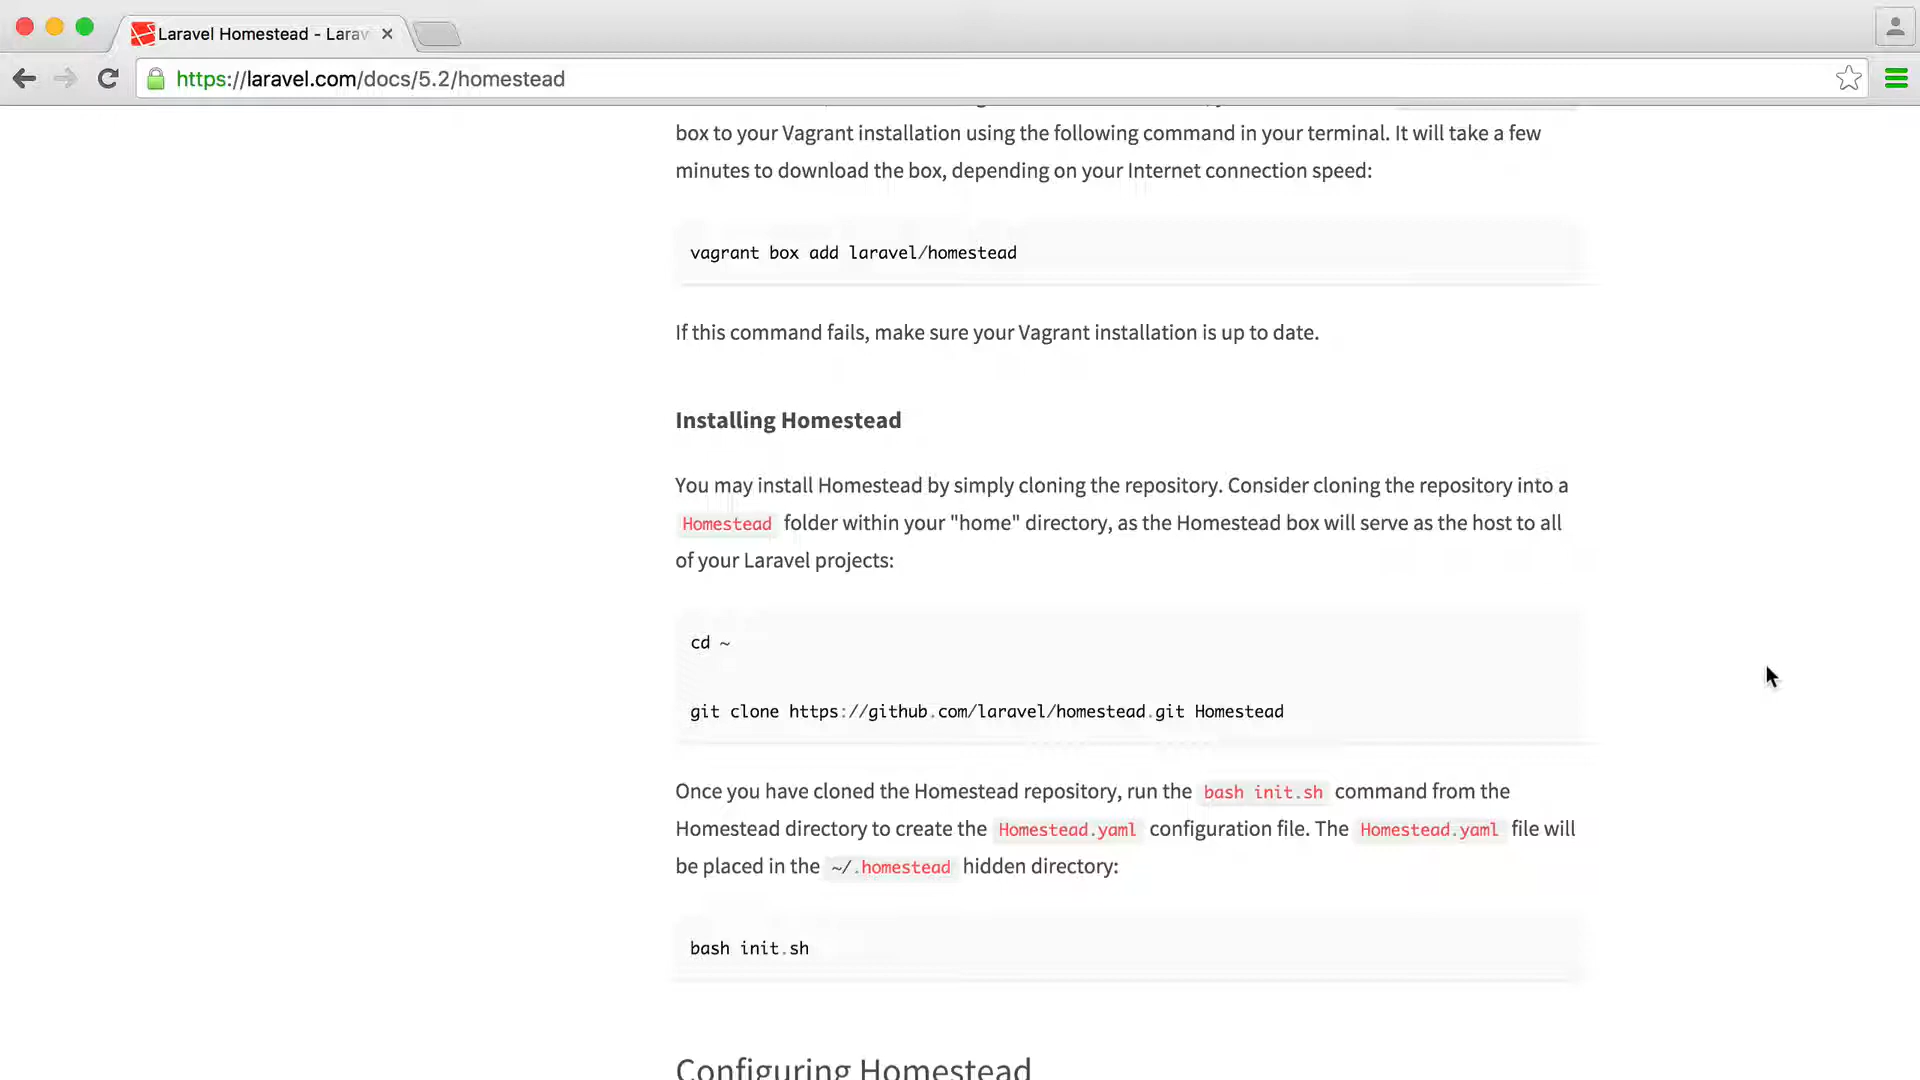 Laravel Homestead - Larav
https://laravel.com/docs/5.2/homestead
box to your Vagrant installation using the following command in your terminal. It will take a few
minutes to download the box, depending on your Internet connection speed:
vagrant box add laravel/homestead
If this command fails, make sure your Vagrant installation is up to date.
Installing Homestead
You may install Homestead by simply cloning the repository. Consider cloning the repository into a
Homestead folder within your "home" directory, as the Homestead box will serve as the host to all
of your Laravel projects:
cd ~
git clone https://github.com/laravel/homestead.git Homestead
Once you have cloned the Homestead repository, run the bash init.sh command from the
Homestead directory to create the Homestead.yaml configuration file. The Homestead.yaml file will
be placed in the ~/.homestead hidden directory:
bash init.sh
Configuring Homestead